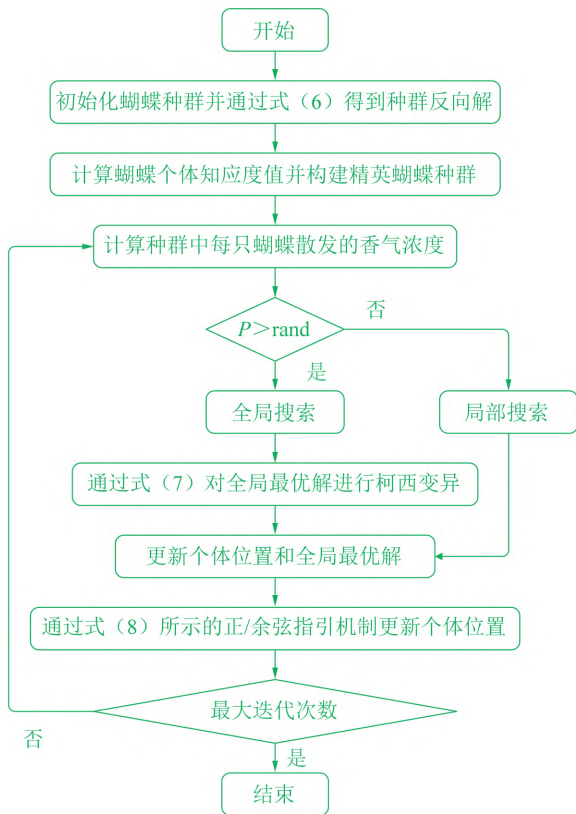 开始
初始化蝴蝶种群并通过式（6）得到种群反向解
计算蝴蝶个体知应度值并构建精英蝴蝶种群
计算种群中每只蝴蝶散发的香气浓度
P＞rand
否
是
全局搜索
局部搜索
通过式（7）对全局最优解进行柯西变异
更新个体位置和全局最优解
通过式（8）所示的正/余弦指引机制更新个体位置
最大迭代次数
否
是
结束